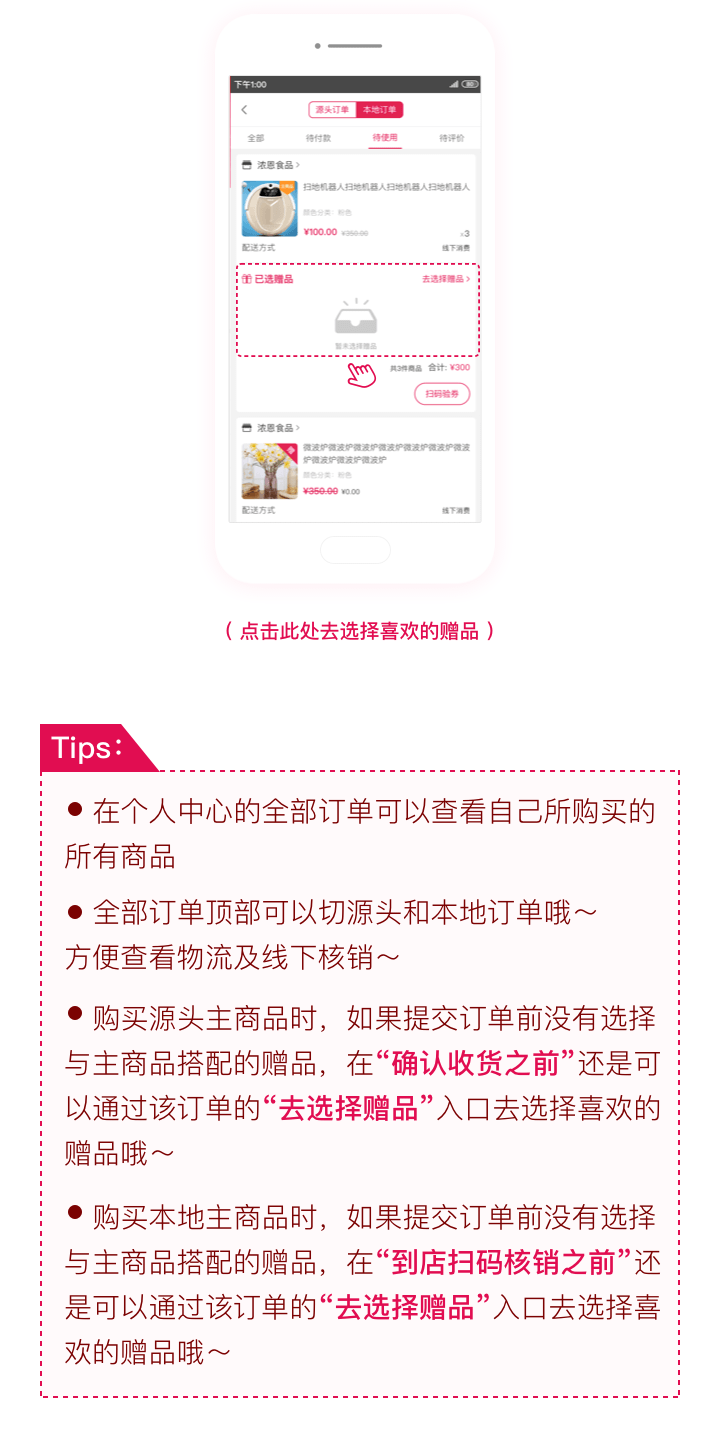 下午1:00
源头订单 本地订单
全部 待付款 待使用 待评价
浓恩食品 >
扫地机器人扫地机器人扫地机器人扫地机器人
颜色分类：粉色
¥100.00 ¥350.00 x3
配送方式 线下消费
已选赠品 去选择赠品 >
暂未选择赠品
共3件商品 合计: ¥300
扫码验券
浓恩食品 >
微波炉微波炉微波炉微波炉微波炉微波炉微波
炉微波炉微波炉微波炉
颜色分类：粉色
¥350.00 ¥0.00
配送方式 线下消费
（ 点击此处去选择喜欢的赠品 ）
Tips：
● 在个人中心的全部订单可以查看自己所购买的
所有商品
● 全部订单顶部可以切源头和本地订单哦～
方便查看物流及线下核销～
● 购买源头主商品时，如果提交订单前没有选择
与主商品搭配的赠品，在“确认收货之前”还是可
以通过该订单的“去选择赠品”入口去选择喜欢的
赠品哦～
● 购买本地主商品时，如果提交订单前没有选择
与主商品搭配的赠品，在“到店扫码核销之前”还
是可以通过该订单的“去选择赠品”入口去选择喜
欢的赠品哦～